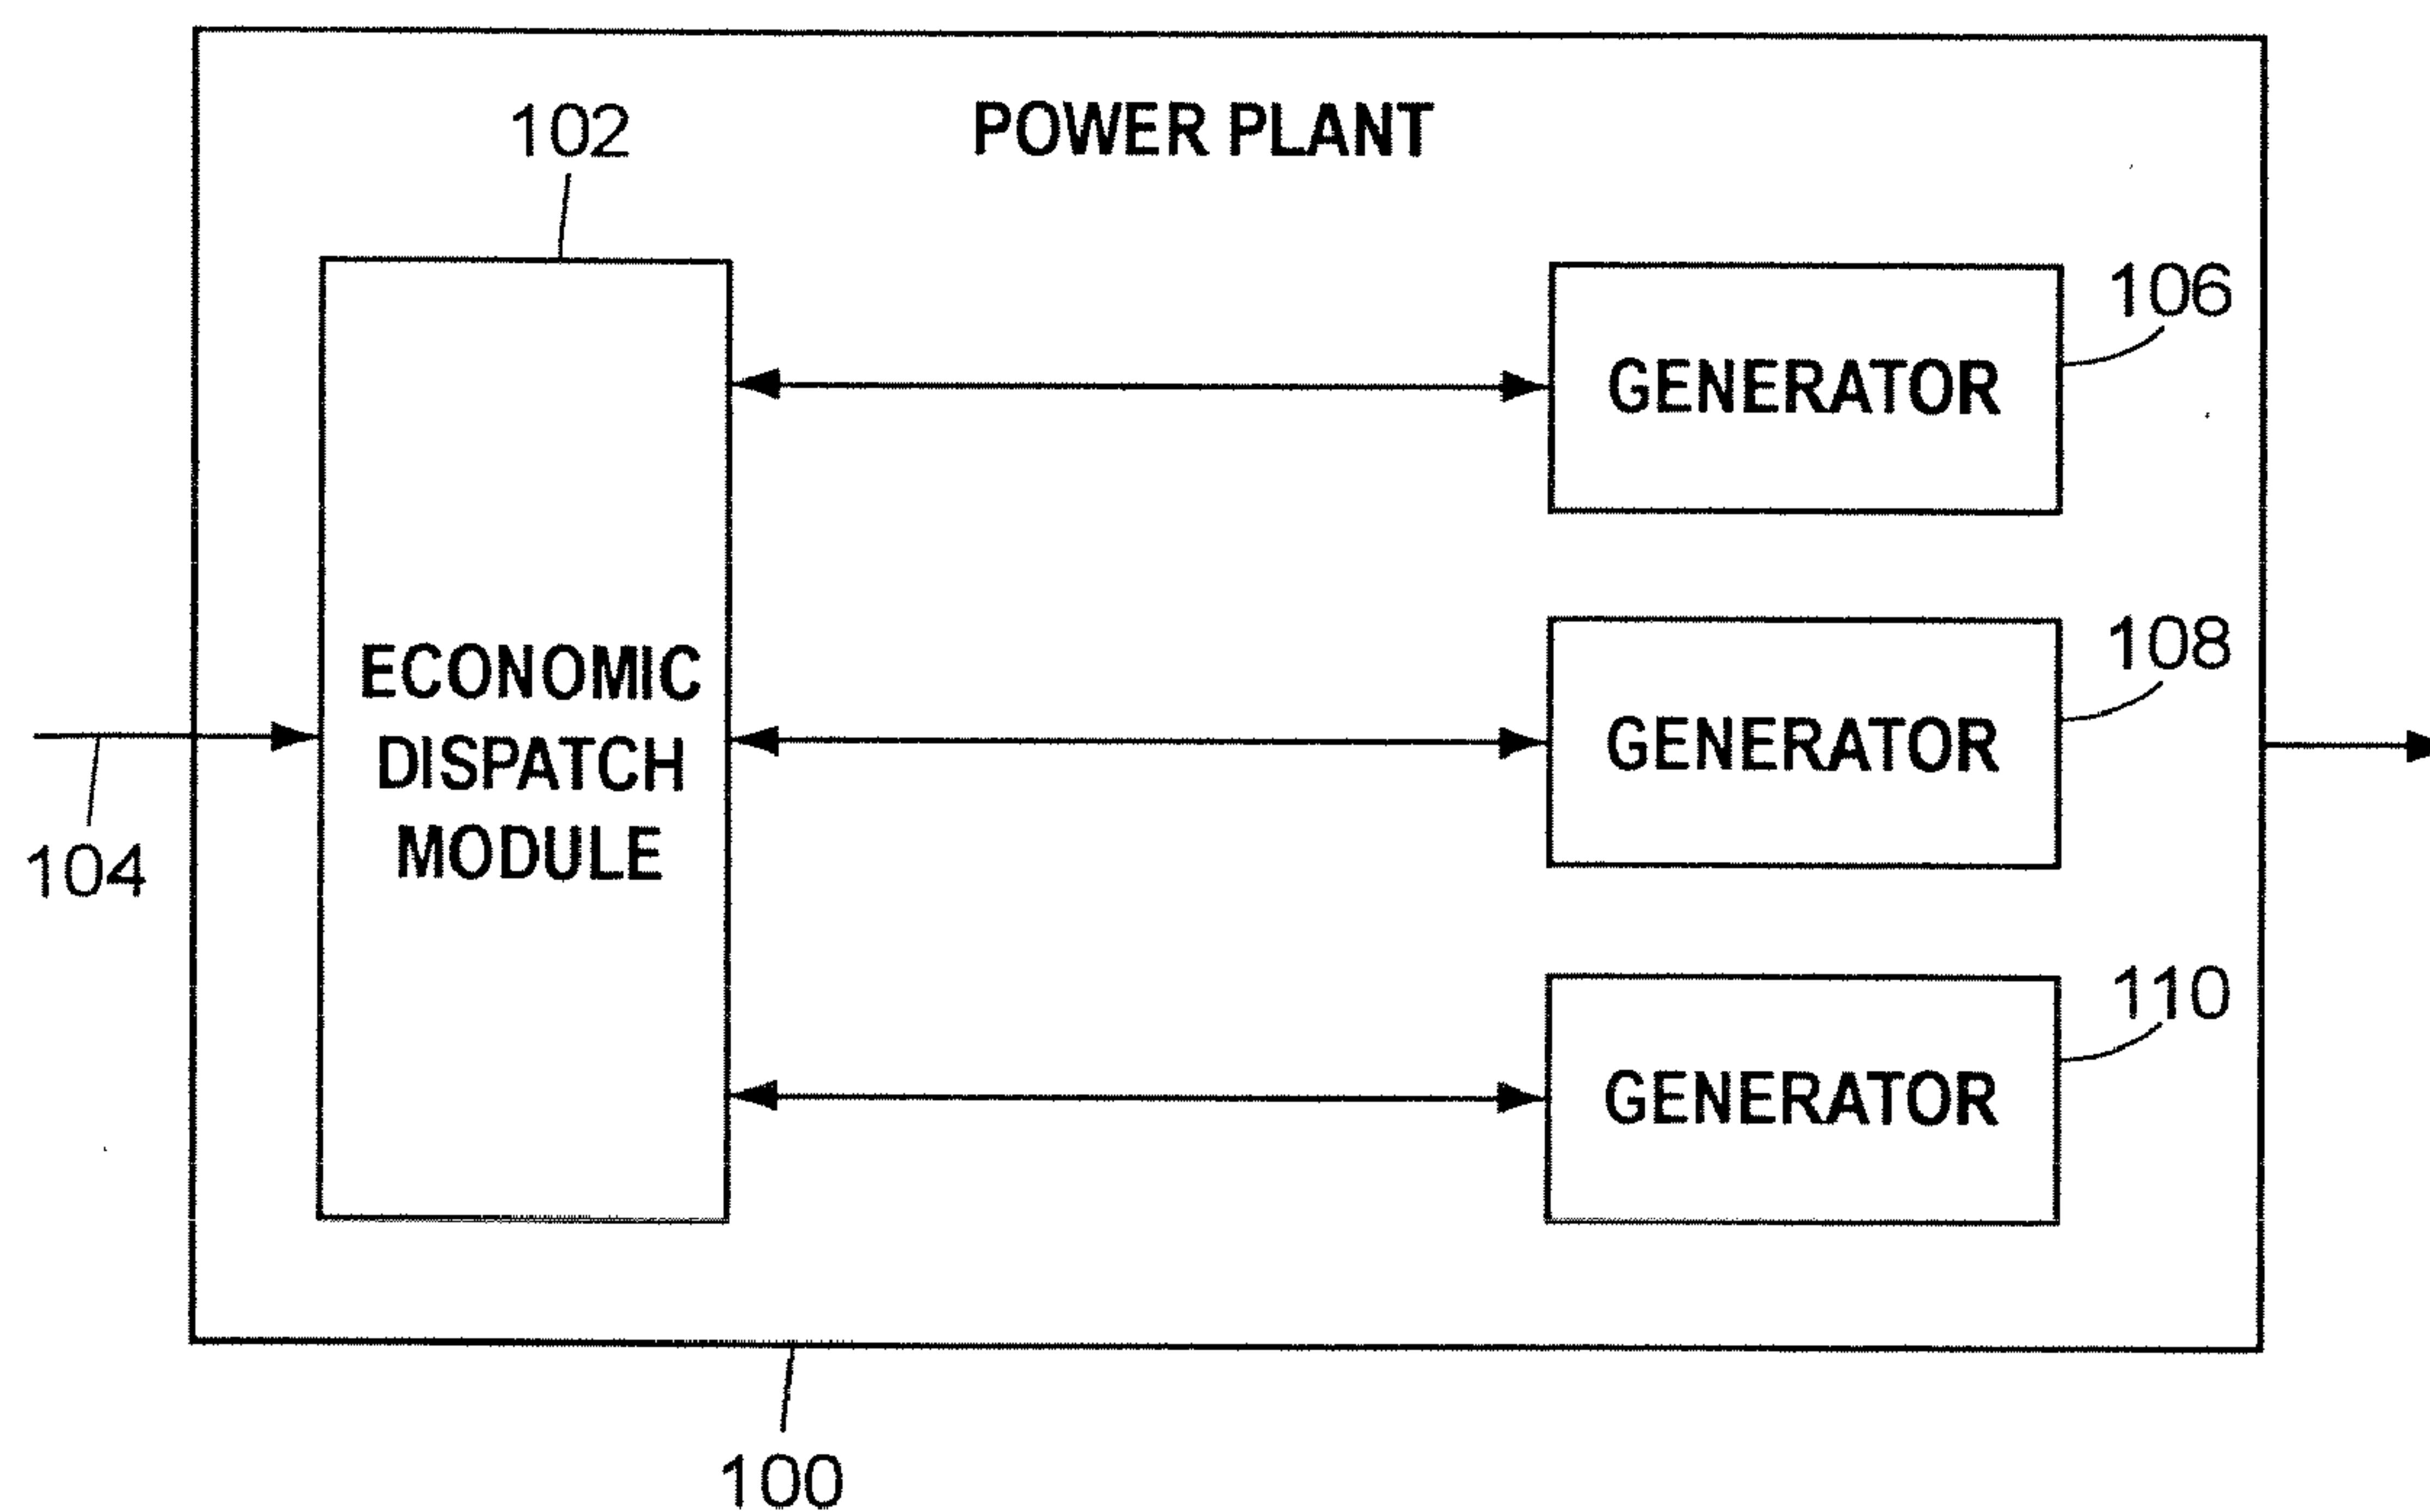 102
POWER PLANT
106
GENERATOR
108
ECONOMIC
DISPATCH
MODULE
GENERATOR
104
110
GENERATOR
100